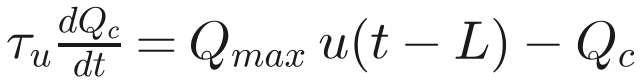 τ_u dQ_c/dt = Q_max u(t − L) − Q_c